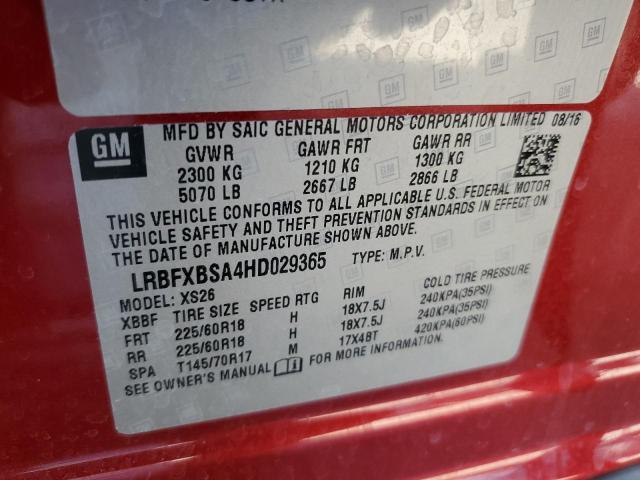 GM
MFD BY SAIC GENERAL MOTORS CORPORATION LIMITED 08/16
GVWR GAWR FRT GAWR RR
2300 KG 1210 KG 1300 KG
5070 LB 2667 LB 2866 LB
THIS VEHICLE CONFORMS TO ALL APPLICABLE U.S. FEDERAL MOTOR
VEHICLE SAFETY AND THEFT PREVENTION STANDARDS IN EFFECT ON
THE DATE OF MANUFACTURE SHOWN ABOVE.
LRBFXBSA4HD029365 TYPE: M.P.V.
MODEL: XS26
XBBF TIRE SIZE SPEED RTG RIM COLD TIRE PRESSURE
FRT 225/60R18 H 18X7.5J 240KPA(35PSI)
RR 225/60R18 H 18X7.5J 240KPA(35PSI)
SPA T145/70R17 M 17X4BT 420KPA(60PSI)
SEE OWNER'S MANUAL FOR MORE INFORMATION.